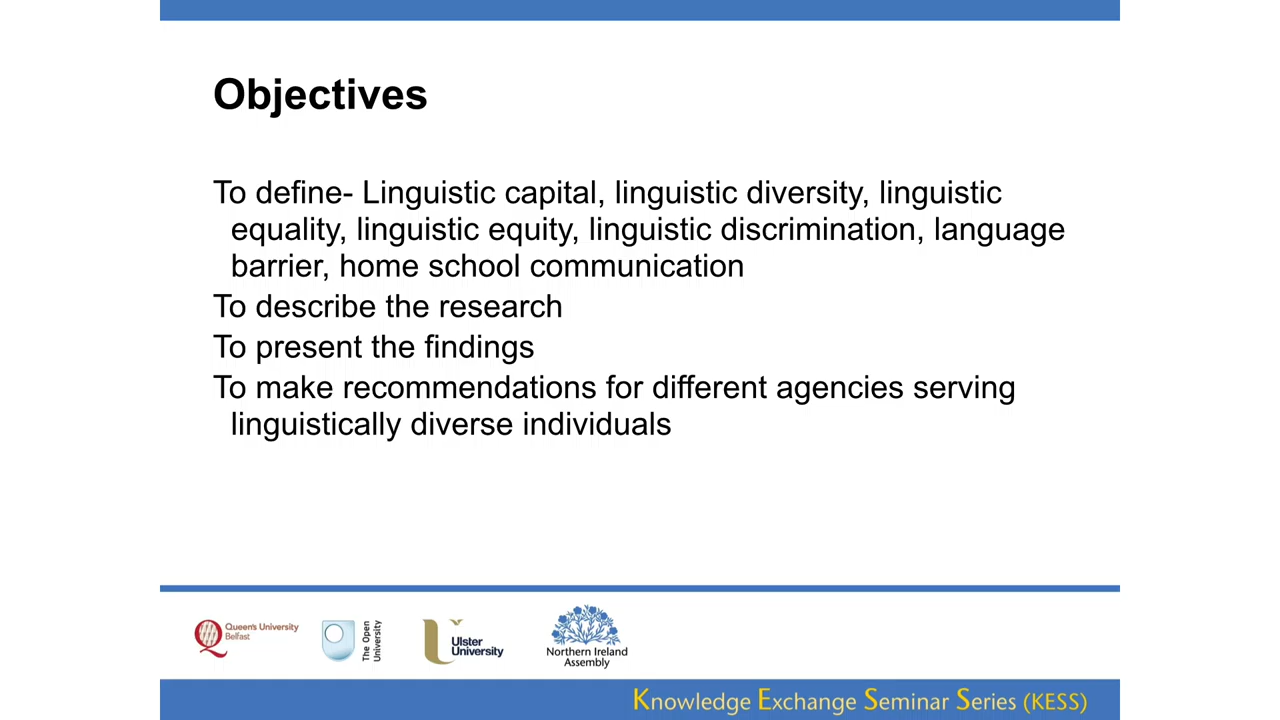 Objectives
To define- Linguistic capital, linguistic diversity, linguistic
equality, linguistic equity, linguistic discrimination, language
barrier, home school communication
To describe the research
To present the findings
To make recommendations for different agencies serving
linguistically diverse individuals
Queen's University
Belfast
The Open
University
Ulster
University
Northern Ireland
Assembly
Knowledge Exchange Seminar Series (KESS)